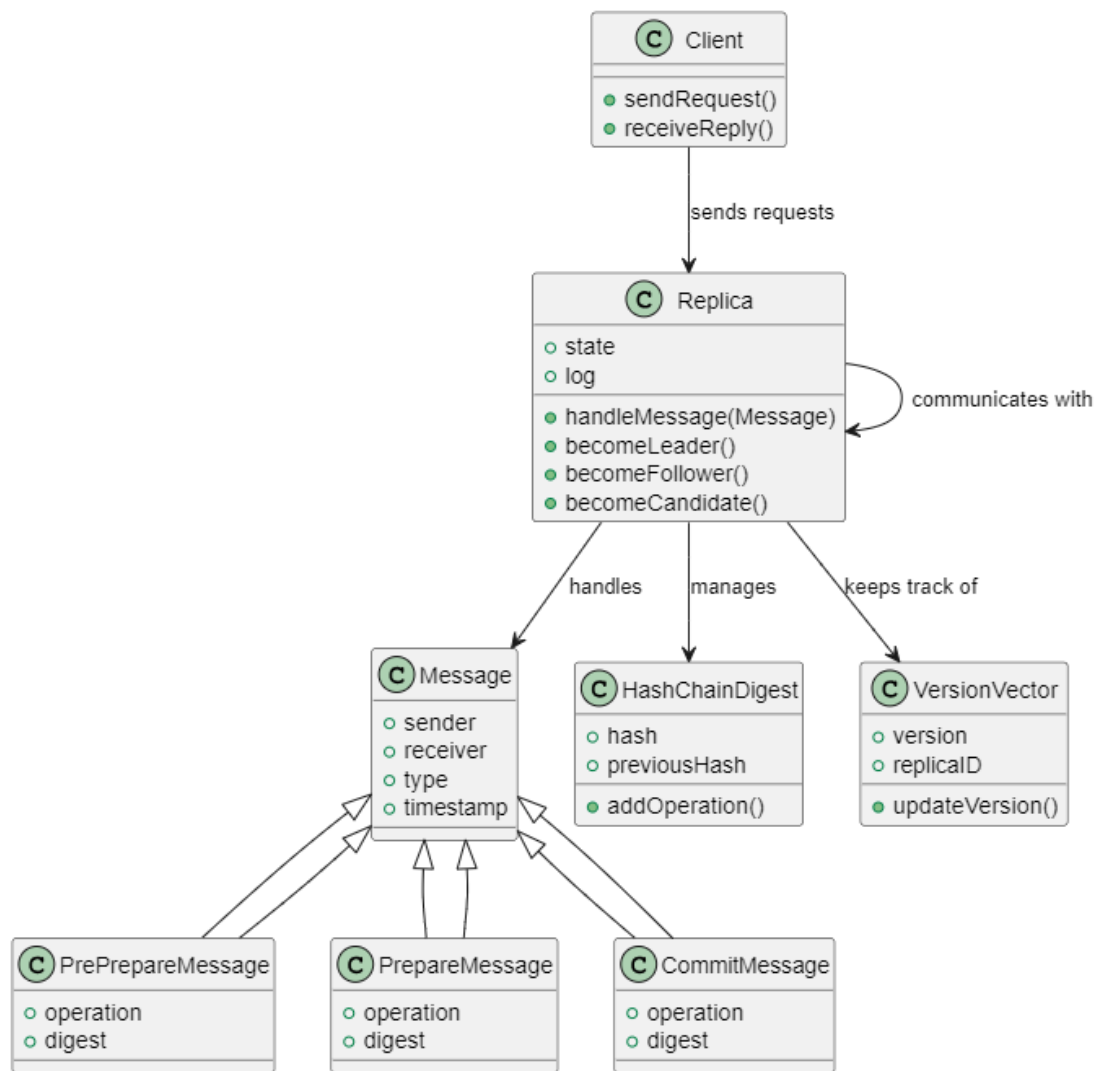 C Client
sendRequest()
receiveReply()
sends requests
C Replica
state
log
handleMessage(Message)
becomeLeader()
becomeFollower()
becomeCandidate()
communicates with
handles
manages
keeps track of
C Message
sender
receiver
type
timestamp
C HashChainDigest
hash
previousHash
addOperation()
C VersionVector
version
replicaID
updateVersion()
C PrePrepareMessage
operation
digest
C PrepareMessage
operation
digest
C CommitMessage
operation
digest